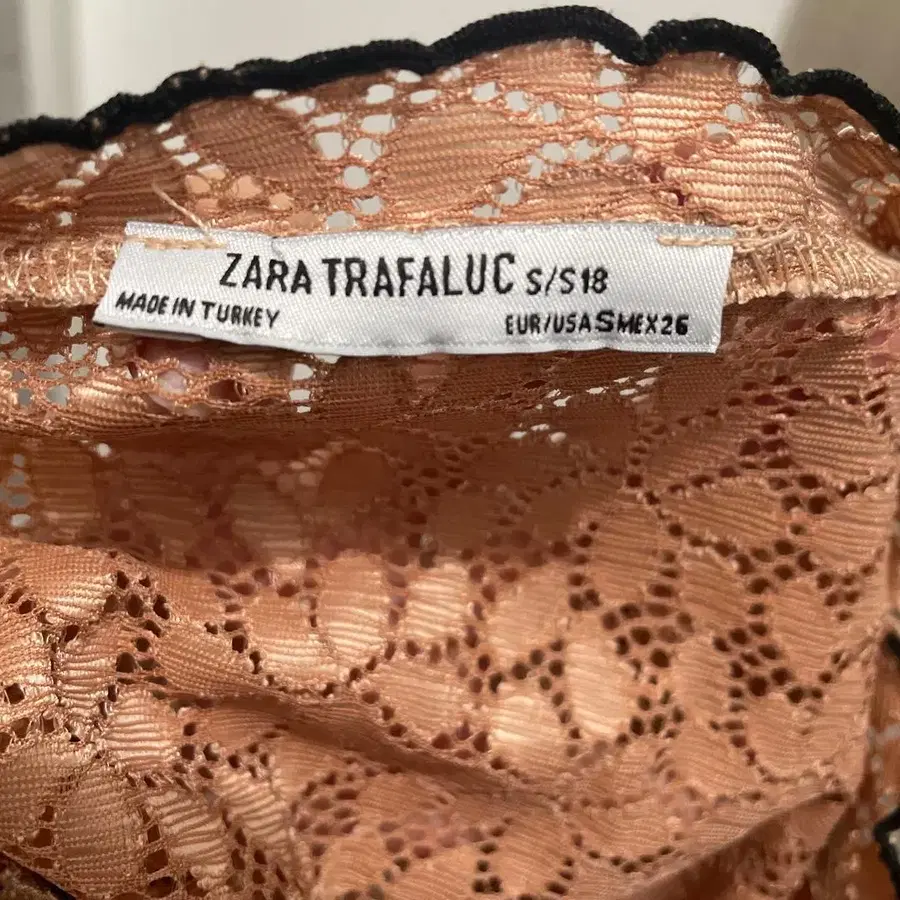 ZARA TRAFALUC S/S18
MADE IN TURKEY
EUR/USA S MEX 26